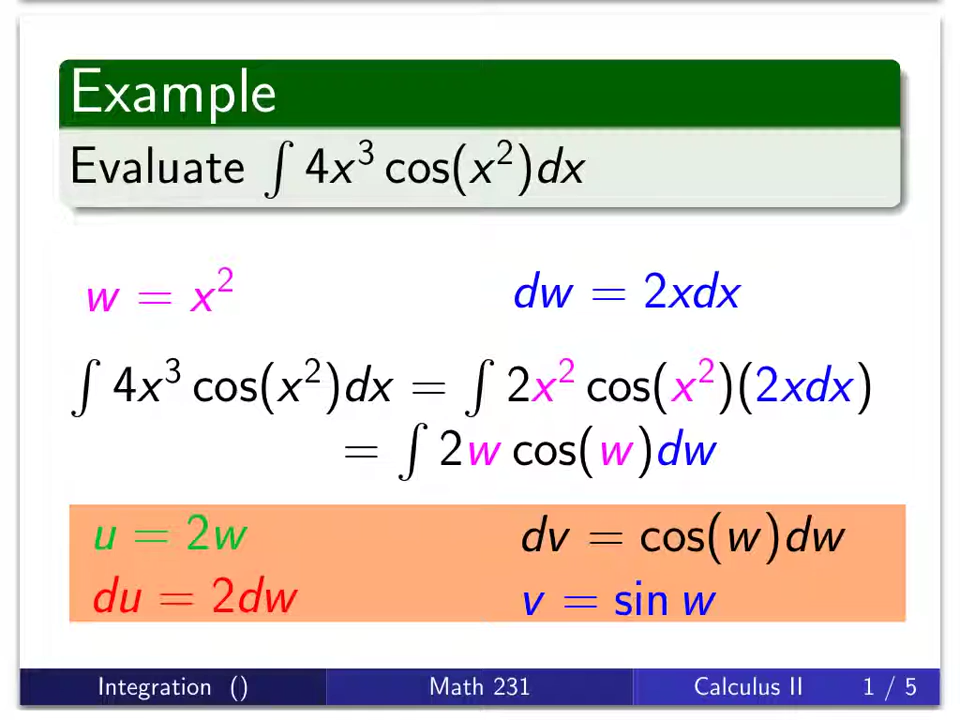 Example
Evaluate ∫ 4x³ cos(x²)dx
w = x² dw = 2xdx
∫ 4x³ cos(x²)dx = ∫ 2x² cos(x²)(2xdx)
= ∫ 2w cos(w)dw
u = 2w dv = cos(w)dw
du = 2dw v = sin w
Integration () Math 231 Calculus II 1 / 5